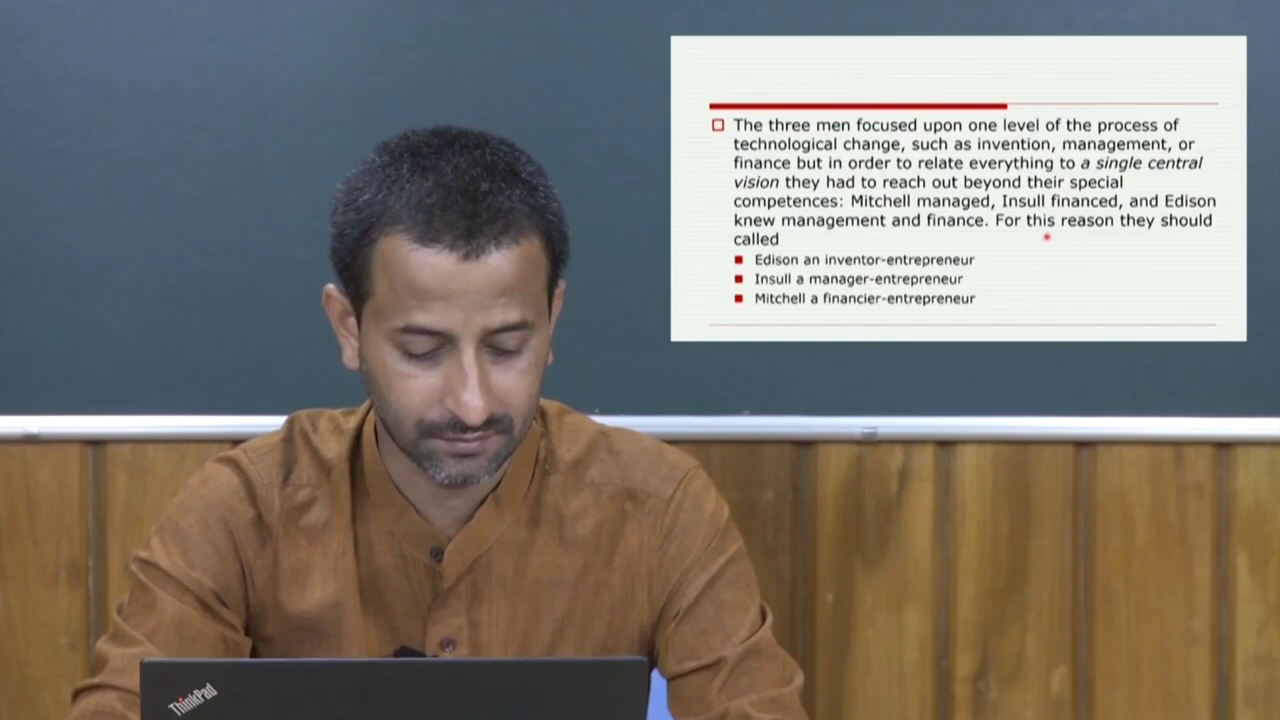 The three men focused upon one level of the process of
technological change, such as invention, management, or
finance but in order to relate everything to a single central
vision they had to reach out beyond their special
competences: Mitchell managed, Insull financed, and Edison
knew management and finance. For this reason they should
called
Edison an inventor-entrepreneur
Insull a manager-entrepreneur
Mitchell a financier-entrepreneur
ThinkPad